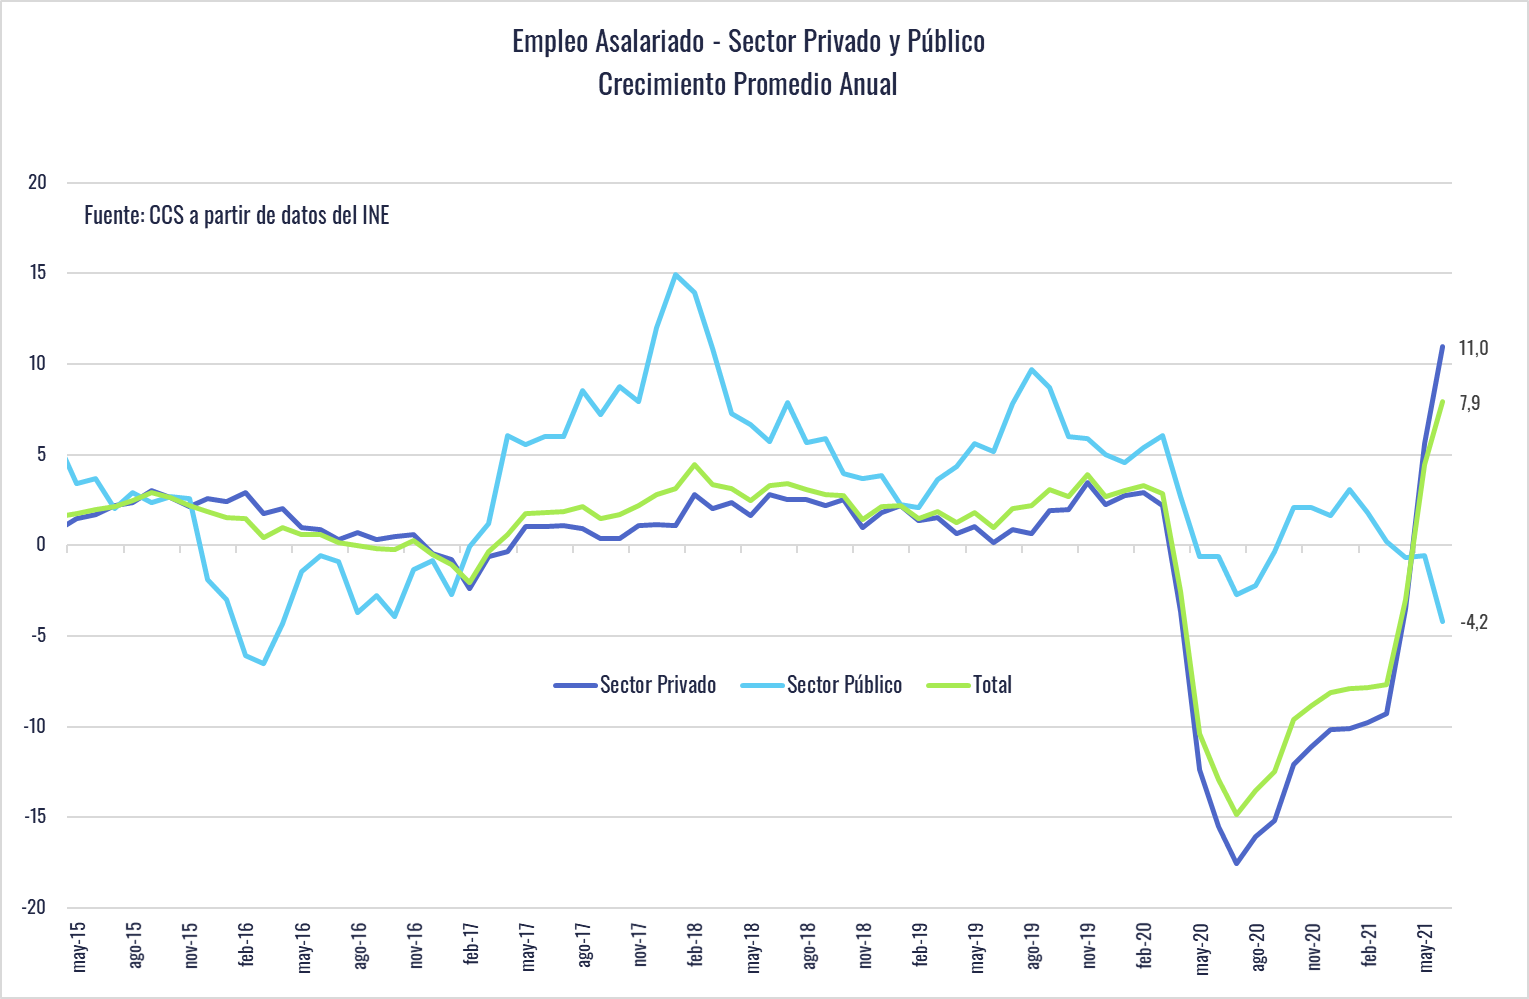 Empleo Asalariado - Sector Privado y Público
Crecimiento Promedio Anual
20
Fuente: CCS a partir de datos del INE
15
10
5
0
-5
-10
-15
-20
11,0
7,9
-4,2
Sector Privado Sector Público Total
may-15 ago-15 nov-15 feb-16 may-16 ago-16 nov-16 feb-17 may-17 ago-17 nov-17 feb-18 may-18 ago-18 nov-18 feb-19 may-19 ago-19 nov-19 feb-20 may-20 ago-20 nov-20 feb-21 may-21